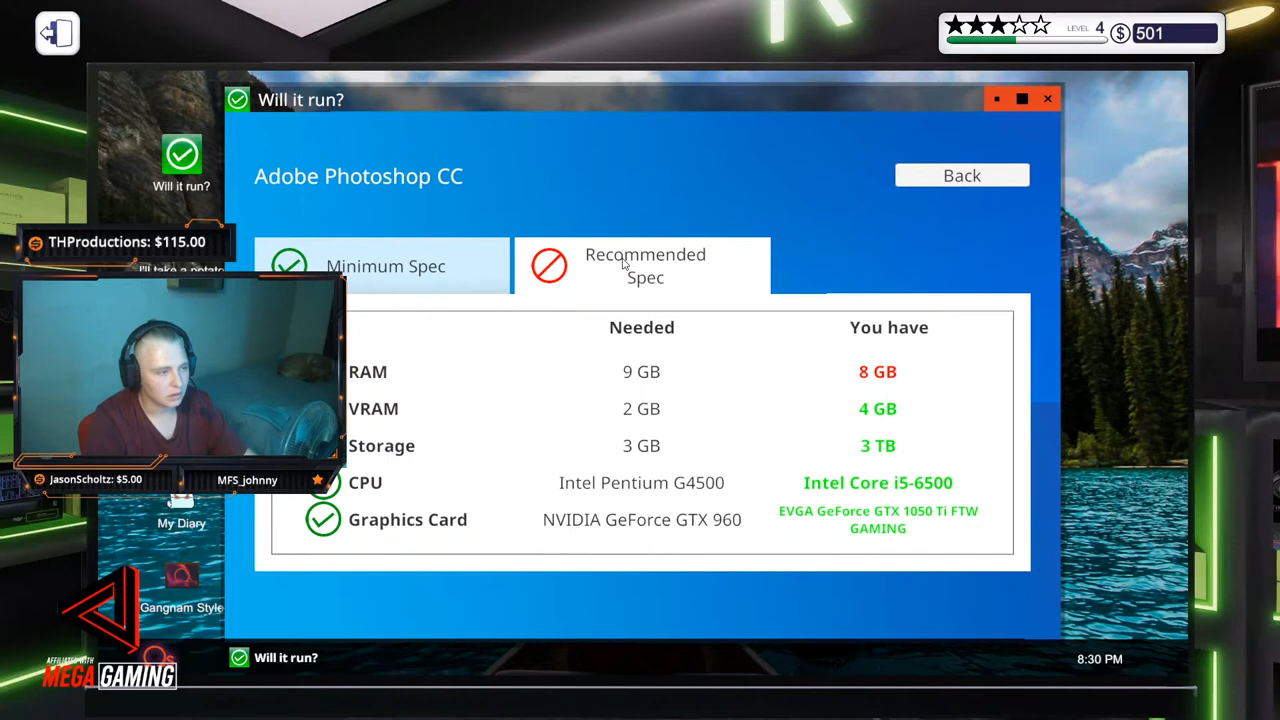 LEVEL 4
$ 501
Will it run?
Will it run?
Adobe Photoshop CC
Back
THProductions: $115.00
Minimum Spec
Recommended
Spec
Needed
You have
RAM
9 GB
8 GB
VRAM
2 GB
4 GB
Storage
3 GB
3 TB
JasonScholtz: $5.00
MFS_johnny
CPU
Intel Pentium G4500
Intel Core i5-6500
Graphics Card
NVIDIA GeForce GTX 960
EVGA GeForce GTX 1050 Ti FTW
GAMING
My Diary
Gangnam Style
AFFILIATED WITH
MEGA GAMING
Will it run?
8:30 PM